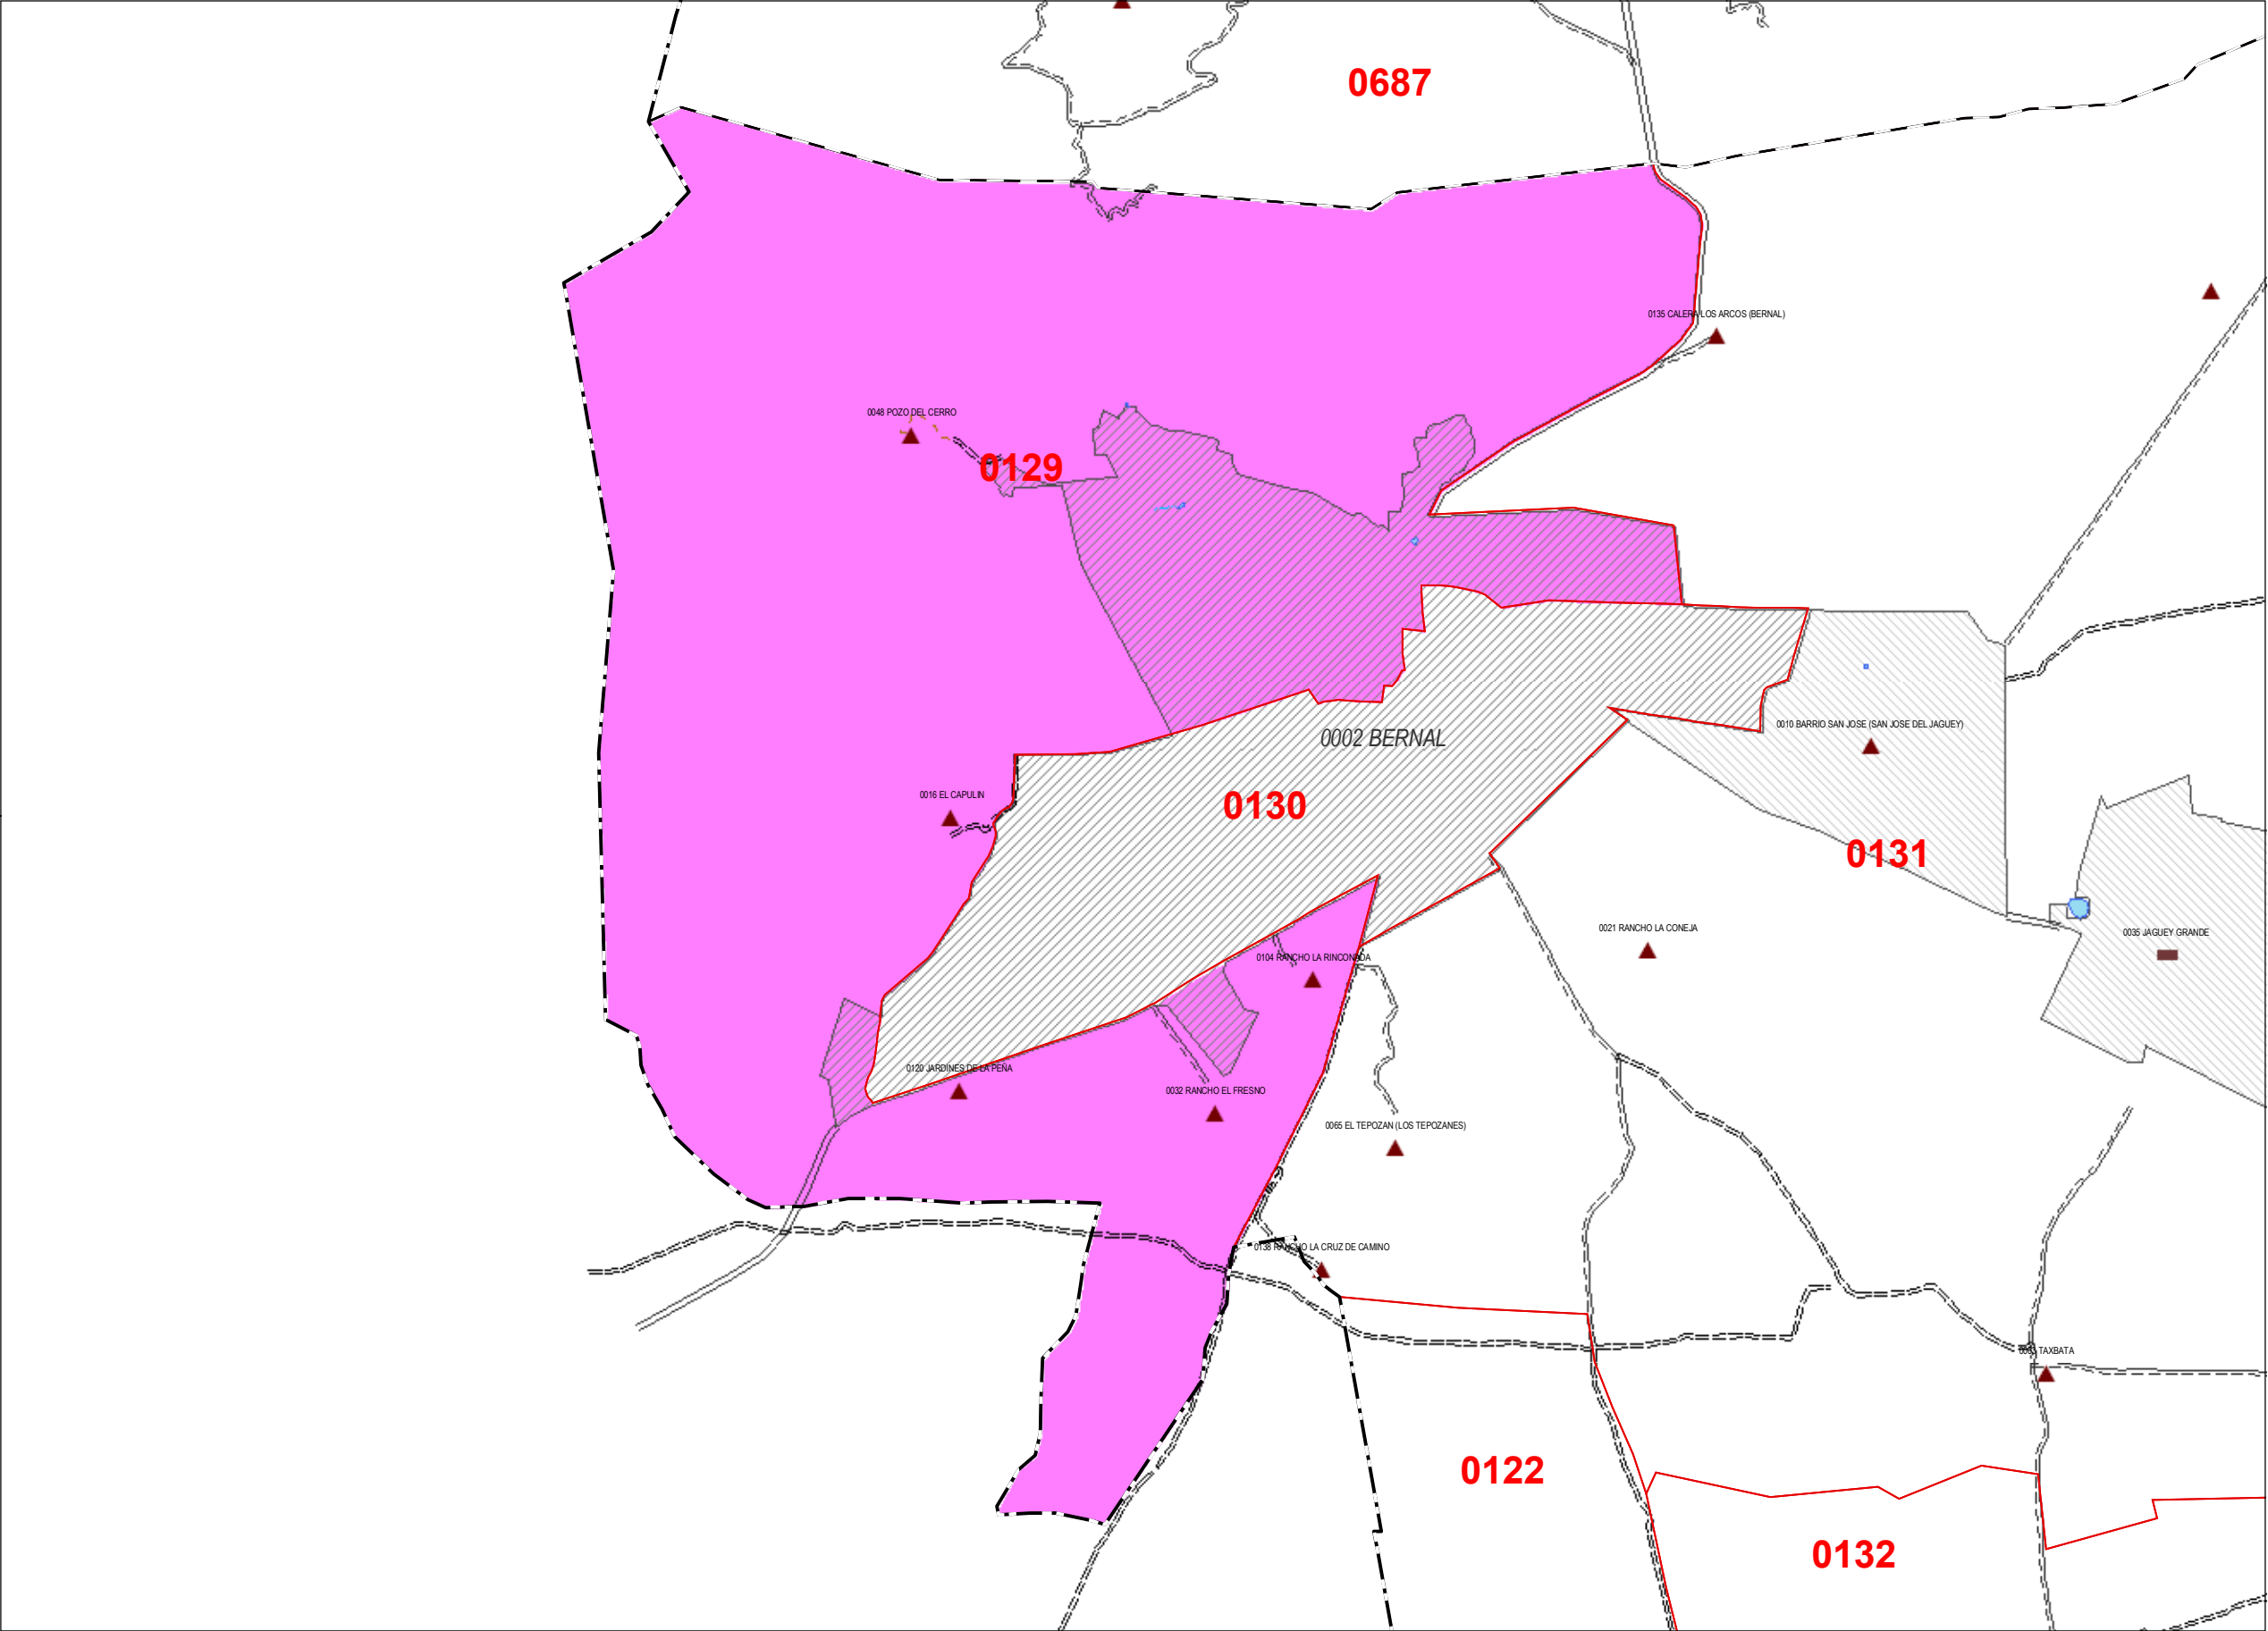 0687
0135 CALERA LOS ARCOS (BERNAL)
0048 POZO DEL CERRO
0129
0010 BARRIO SAN JOSE (SAN JOSE DEL JAGUEY)
0002 BERNAL
0016 EL CAPULIN
0130
0131
0021 RANCHO LA CONEJA
0035 JAGUEY GRANDE
0104 RANCHO LA RINCONADA
0120 JARDINES DE LA PEÑA
0032 RANCHO EL FRESNO
0065 EL TEPOZAN (LOS TEPOZANES)
0138 RANCHO LA CRUZ DE CAMINO
TAXBATA
0122
0132